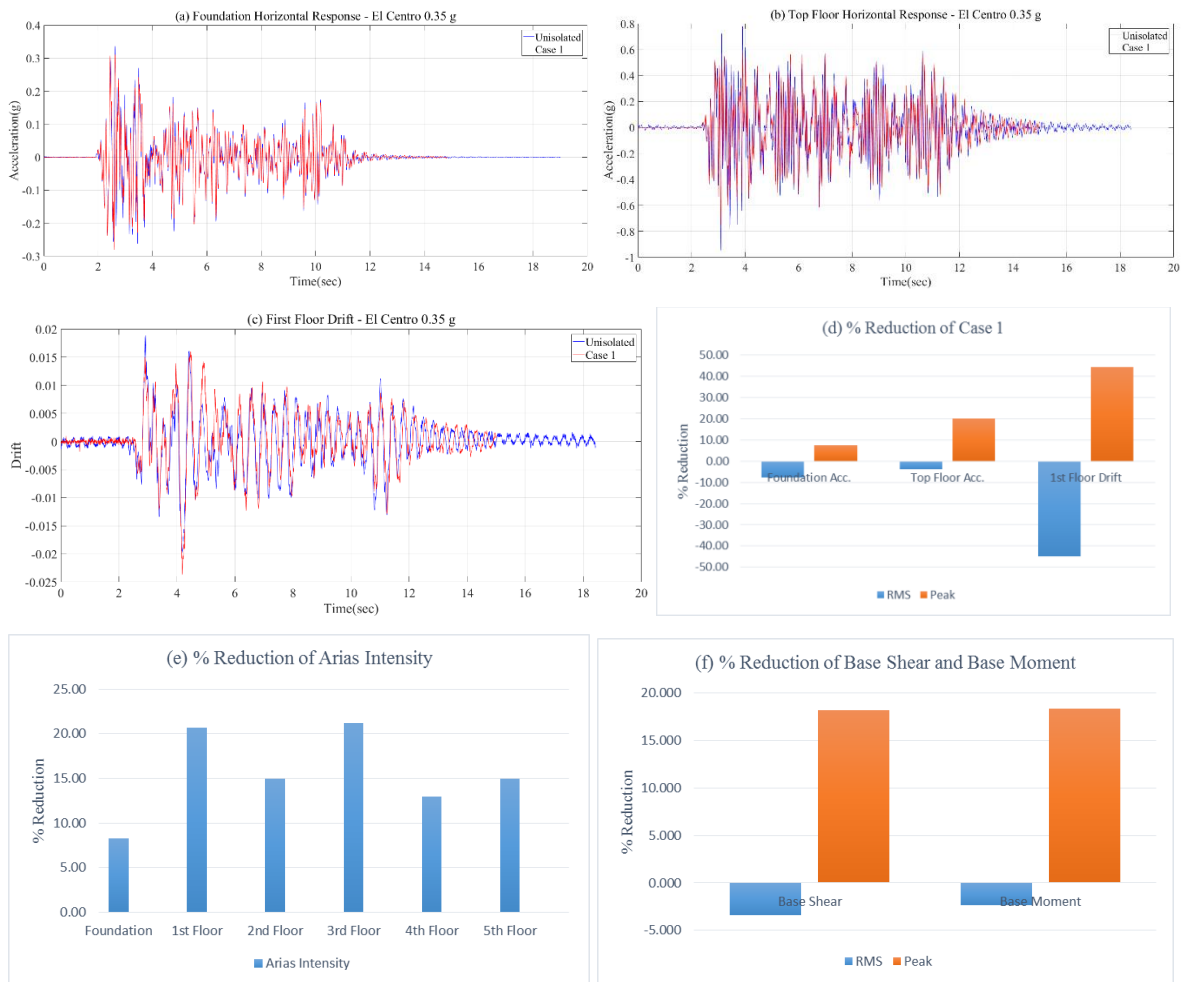 (a) Foundation Horizontal Response - El Centro 0.35 g
0.4
0.3
0.2
0.1
0
-0.1
-0.2
-0.3
Acceleration(g)
Unisolated
Case 1
0 2 4 6 8 10 12 14 16 18 20
Time(sec)
(b) Top Floor Horizontal Response - El Centro 0.35 g
0.8
0.6
0.4
0.2
0
-0.2
-0.4
-0.6
-0.8
-1
Acceleration(g)
Unisolated
Case 1
0 2 4 6 8 10 12 14 16 18 20
Time(sec)
(c) First Floor Drift - El Centro 0.35 g
0.02
0.015
0.01
0.005
0
-0.005
-0.01
-0.015
-0.02
-0.025
Drift
Unisolated
Case 1
0 2 4 6 8 10 12 14 16 18 20
Time(sec)
(d) % Reduction of Case 1
50.00
40.00
30.00
20.00
10.00
0.00
-10.00
-20.00
-30.00
-40.00
-50.00
% Reduction
Foundation Acc. Top Floor Acc. 1st Floor Drift
RMS Peak
(e) % Reduction of Arias Intensity
25.00
20.00
15.00
10.00
5.00
0.00
% Reduction
Foundation 1st Floor 2nd Floor 3rd Floor 4th Floor 5th Floor
Arias Intensity
(f) % Reduction of Base Shear and Base Moment
20.000
15.000
10.000
5.000
0.000
-5.000
% Reduction
Base Shear Base Moment
RMS Peak